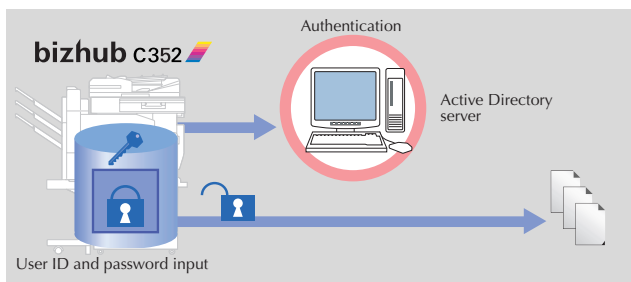 Authentication
bizhub C352
Active Directory
server
User ID and password input